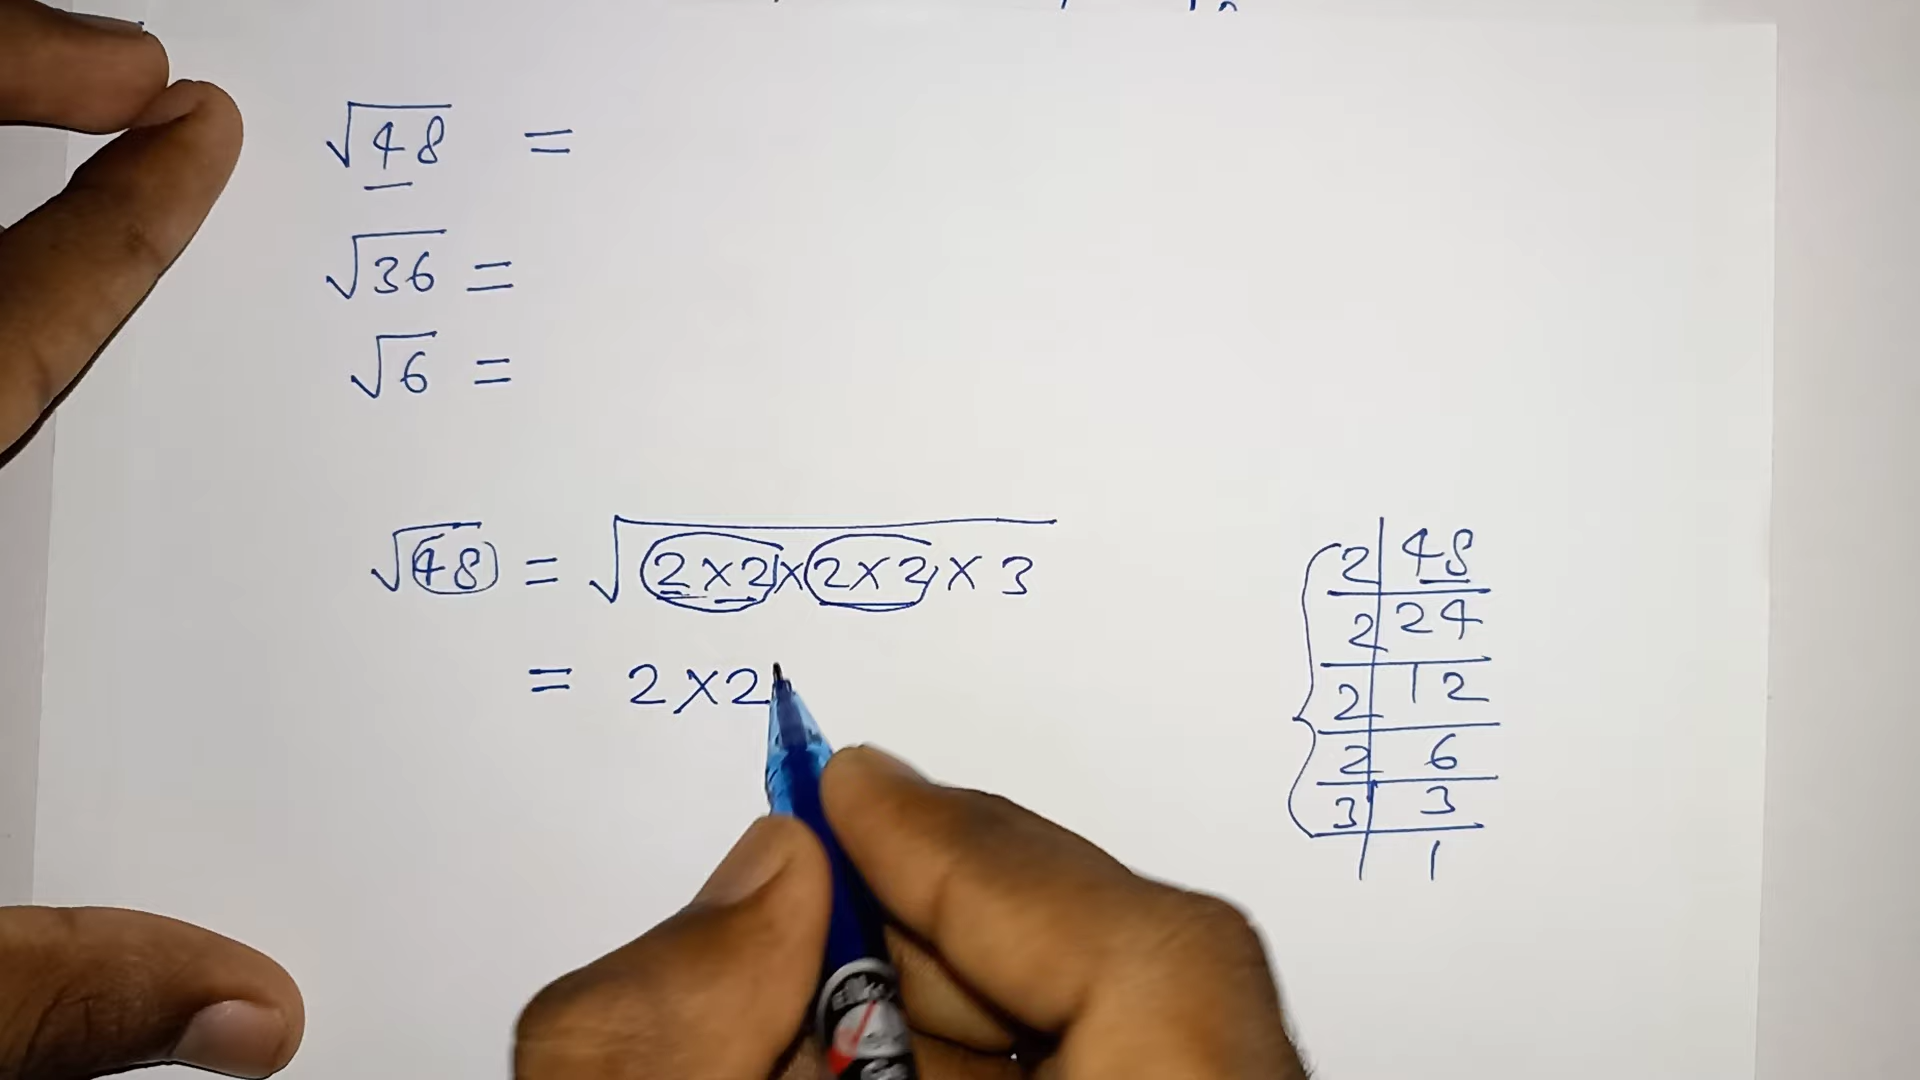 √48 =
√36 =
√6 =
√48 = √2×2×2×2×3
= 2×2
2 | 48
2 | 24
2 | 12
2 | 6
3 | 3
| 1